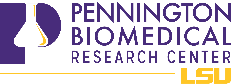 PENNINGTON
BIOMEDICAL
RESEARCH CENTER
LSU